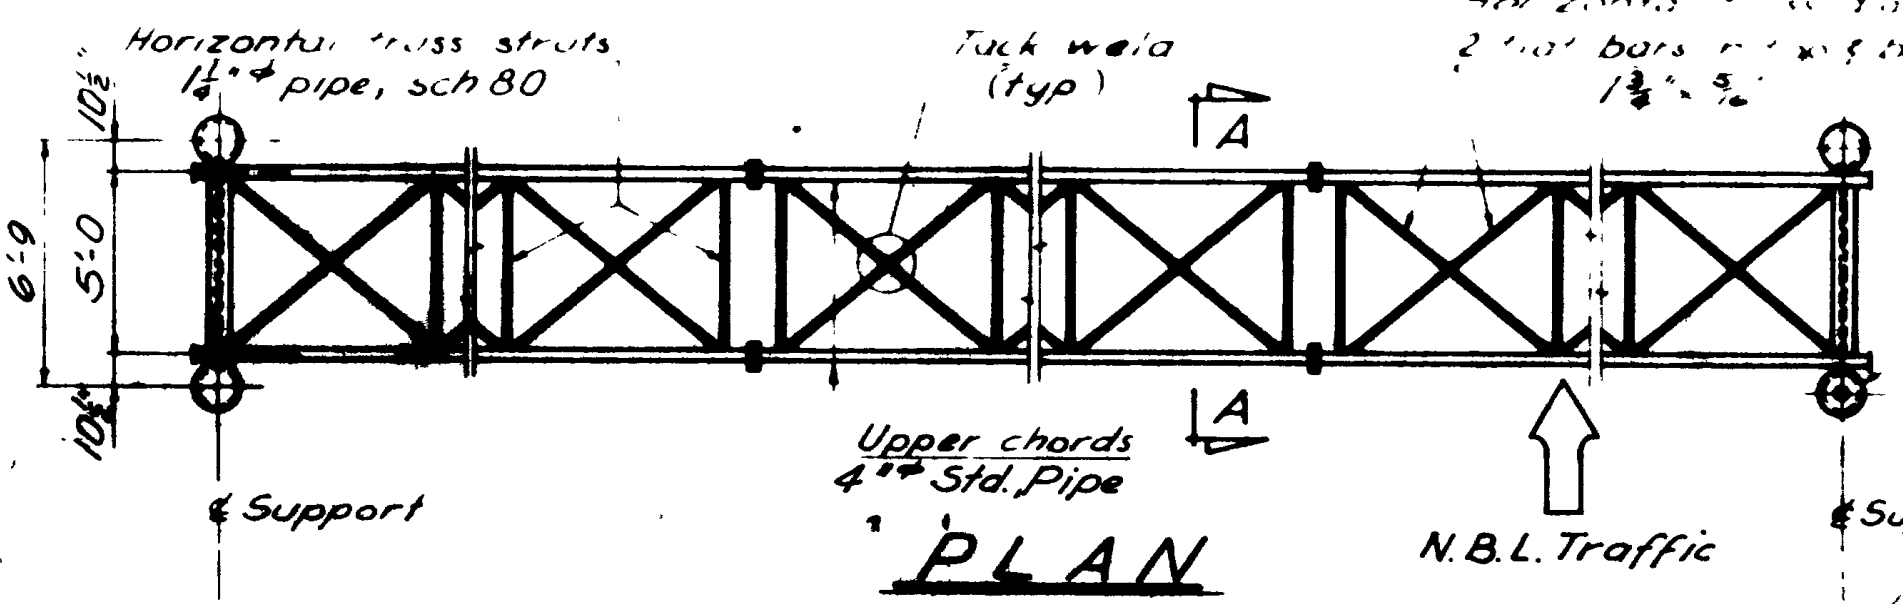 Horizontal truss struts
1¼"ϕ pipe, sch 80
Tack weld
(typ)
2 flat bars
1¾" x 5/16"
10½"
6'-9
5'-0
10½"
A
A
Upper chords
4"ϕ Std. Pipe
℄ Support
℄ Su
N.B.L. Traffic
PLAN